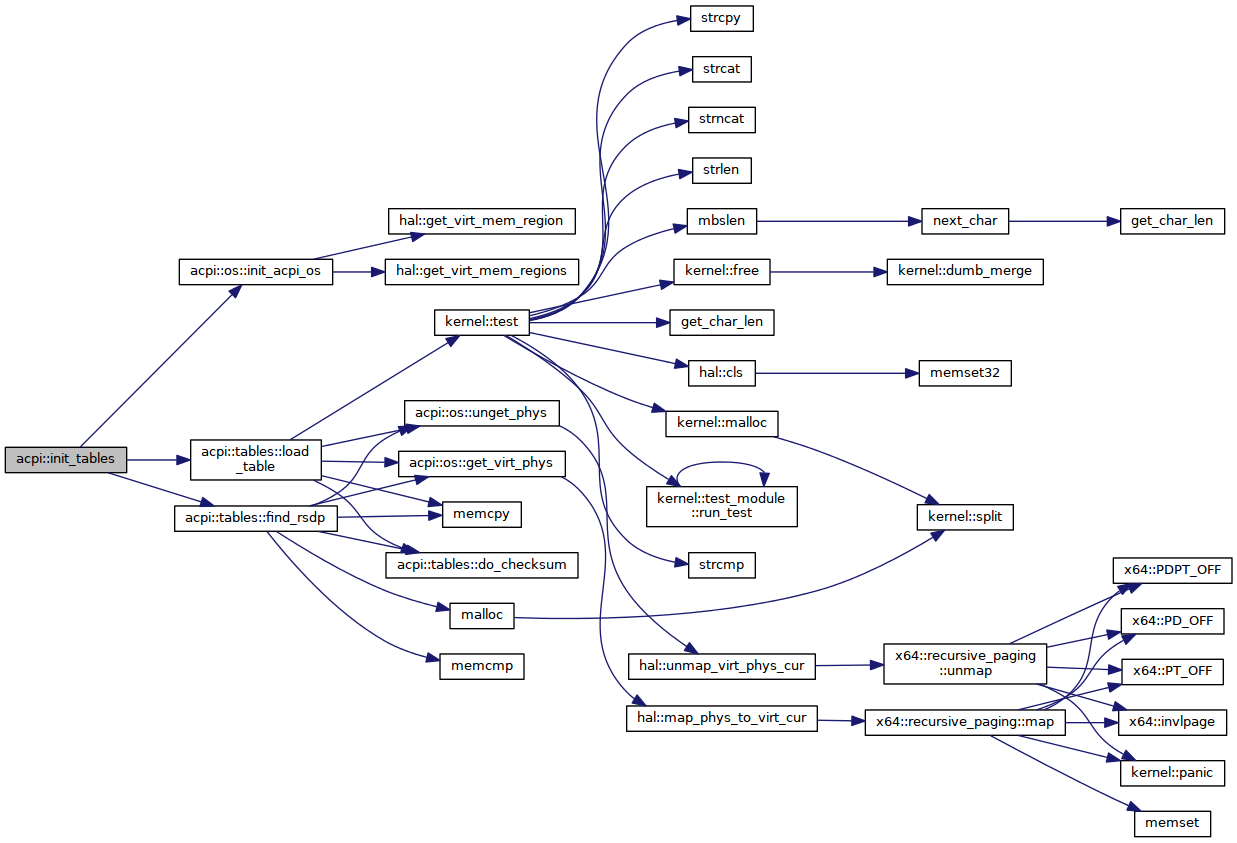 strcpy
strcat
strncat
strlen
hal::get_virt_mem_region
mbslen
next_char
get_char_len
acpi::os::init_acpi_os
hal::get_virt_mem_regions
kernel::free
kernel::dumb_merge
kernel::test
get_char_len
hal::cls
memset32
acpi::os::unget_phys
kernel::malloc
acpi::init_tables
acpi::tables::load
_table
acpi::os::get_virt_phys
kernel::test_module
::run_test
acpi::tables::find_rsdp
memcpy
kernel::split
acpi::tables::do_checksum
strcmp
x64::PDPT_OFF
malloc
x64::PD_OFF
memcmp
hal::unmap_virt_phys_cur
x64::recursive_paging
::unmap
x64::PT_OFF
hal::map_phys_to_virt_cur
x64::recursive_paging::map
x64::invlpage
kernel::panic
memset